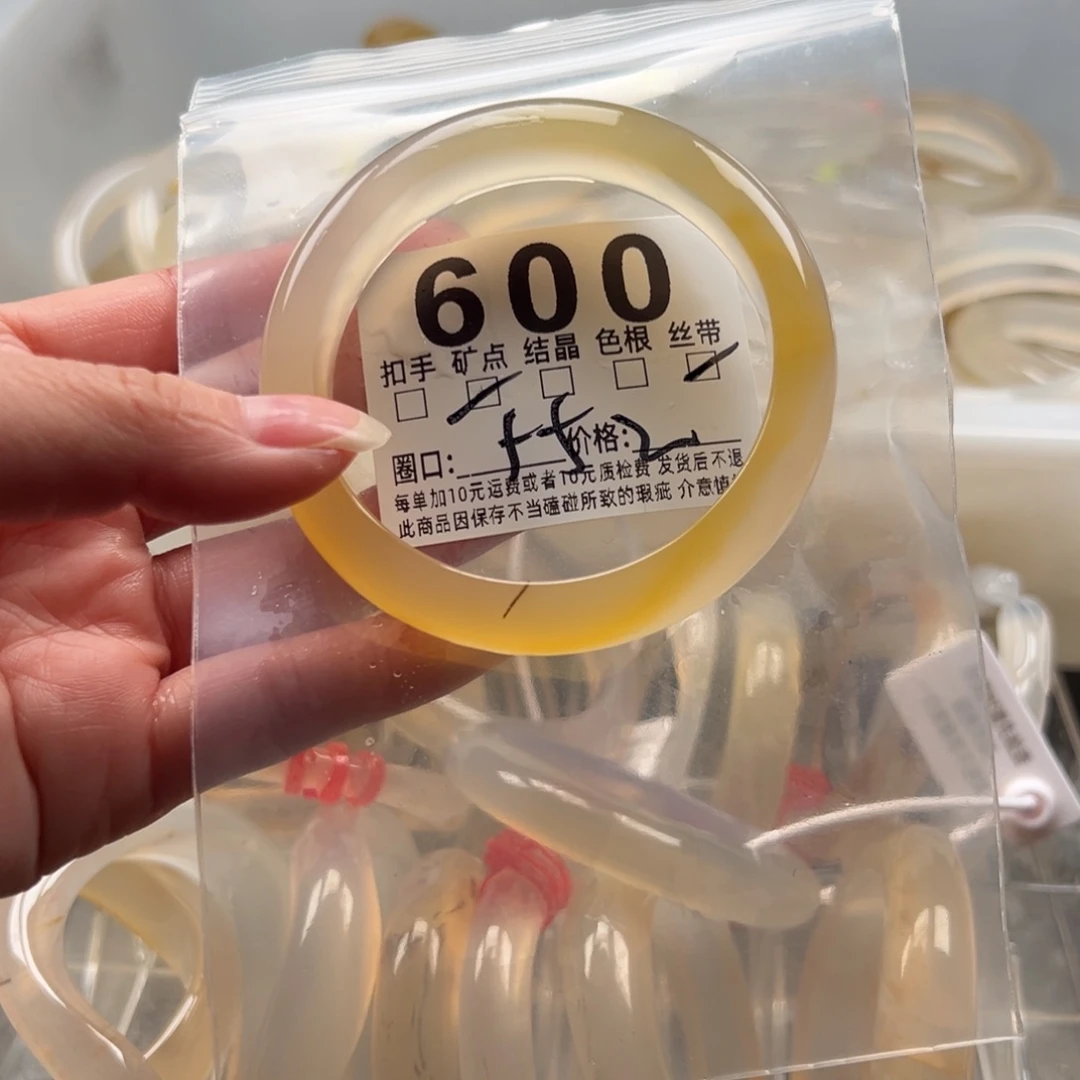 600
扣手 矿点 结晶 色根 丝带
圈口: 价格:
每单加10元运费或者10元质检费 发货后不退
此商品因保存不当磕碰所致的瑕疵 介意慎